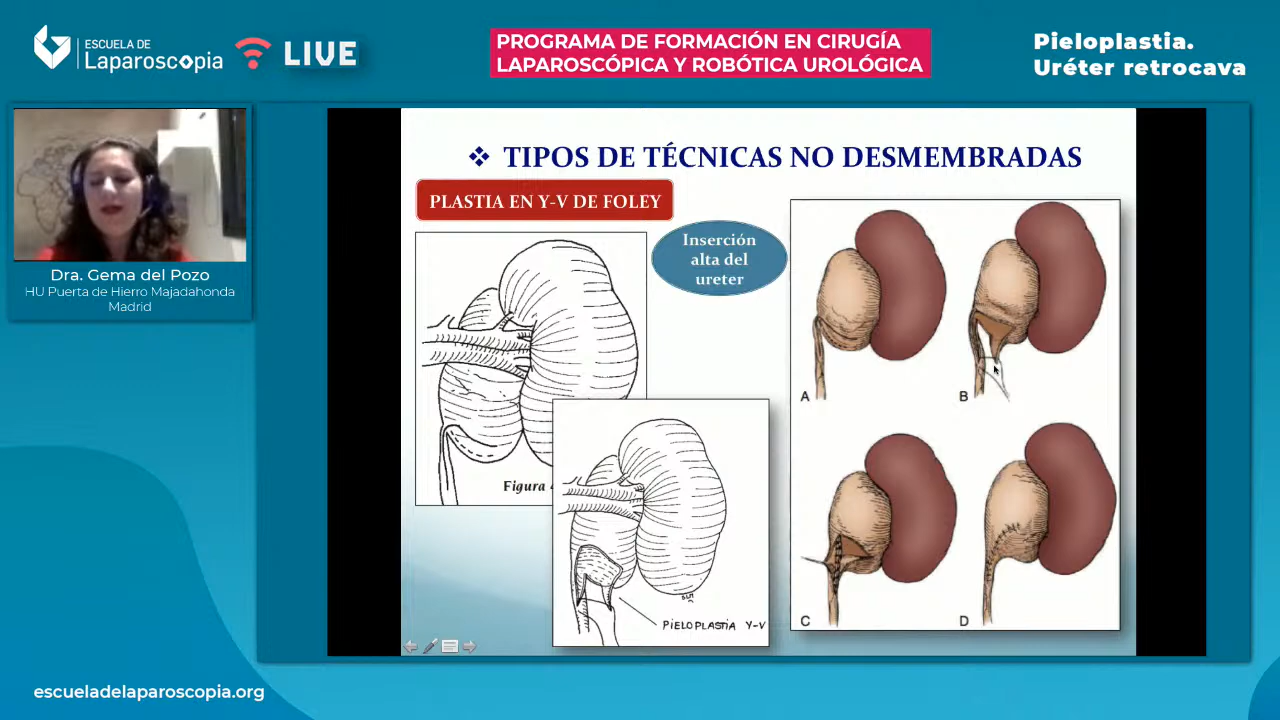 ESCUELA DE
Laparoscopia
LIVE
PROGRAMA DE FORMACIÓN EN CIRUGÍA
LAPAROSCÓPICA Y ROBÓTICA UROLÓGICA
Pieloplastia.
Uréter retrocava
Dra. Gema del Pozo
HU Puerta de Hierro Majadahonda
Madrid
❖ TIPOS DE TÉCNICAS NO DESMEMBRADAS
PLASTIA EN Y-V DE FOLEY
Inserción
alta del
ureter
Figura
PIELOPLASTIA Y-V
A
B
C
D
escueladelaparoscopia.org